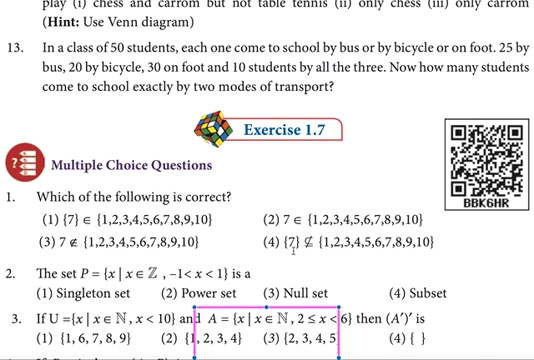 play (i) chess and carrom but not table tennis (ii) only chess (iii) only carrom
(Hint: Use Venn diagram)
13. In a class of 50 students, each one come to school by bus or by bicycle or on foot. 25 by
bus, 20 by bicycle, 30 on foot and 10 students by all the three. Now how many students
come to school exactly by two modes of transport?
Exercise 1.7
Multiple Choice Questions
BBK6HR
1. Which of the following is correct?
(1) {7} ∈ {1,2,3,4,5,6,7,8,9,10} (2) 7 ∈ {1,2,3,4,5,6,7,8,9,10}
(3) 7 ∉ {1,2,3,4,5,6,7,8,9,10} (4) {7} ⊈ {1,2,3,4,5,6,7,8,9,10}
2. The set P = {x | x ∈ ℤ , −1< x < 1} is a
(1) Singleton set (2) Power set (3) Null set (4) Subset
3. If U ={x | x ∈ ℕ, x < 10} and A = {x | x ∈ ℕ, 2 ≤ x < 6} then (A′)′ is
(1) {1, 6, 7, 8, 9} (2) {1, 2, 3, 4} (3) {2, 3, 4, 5 (4) { }